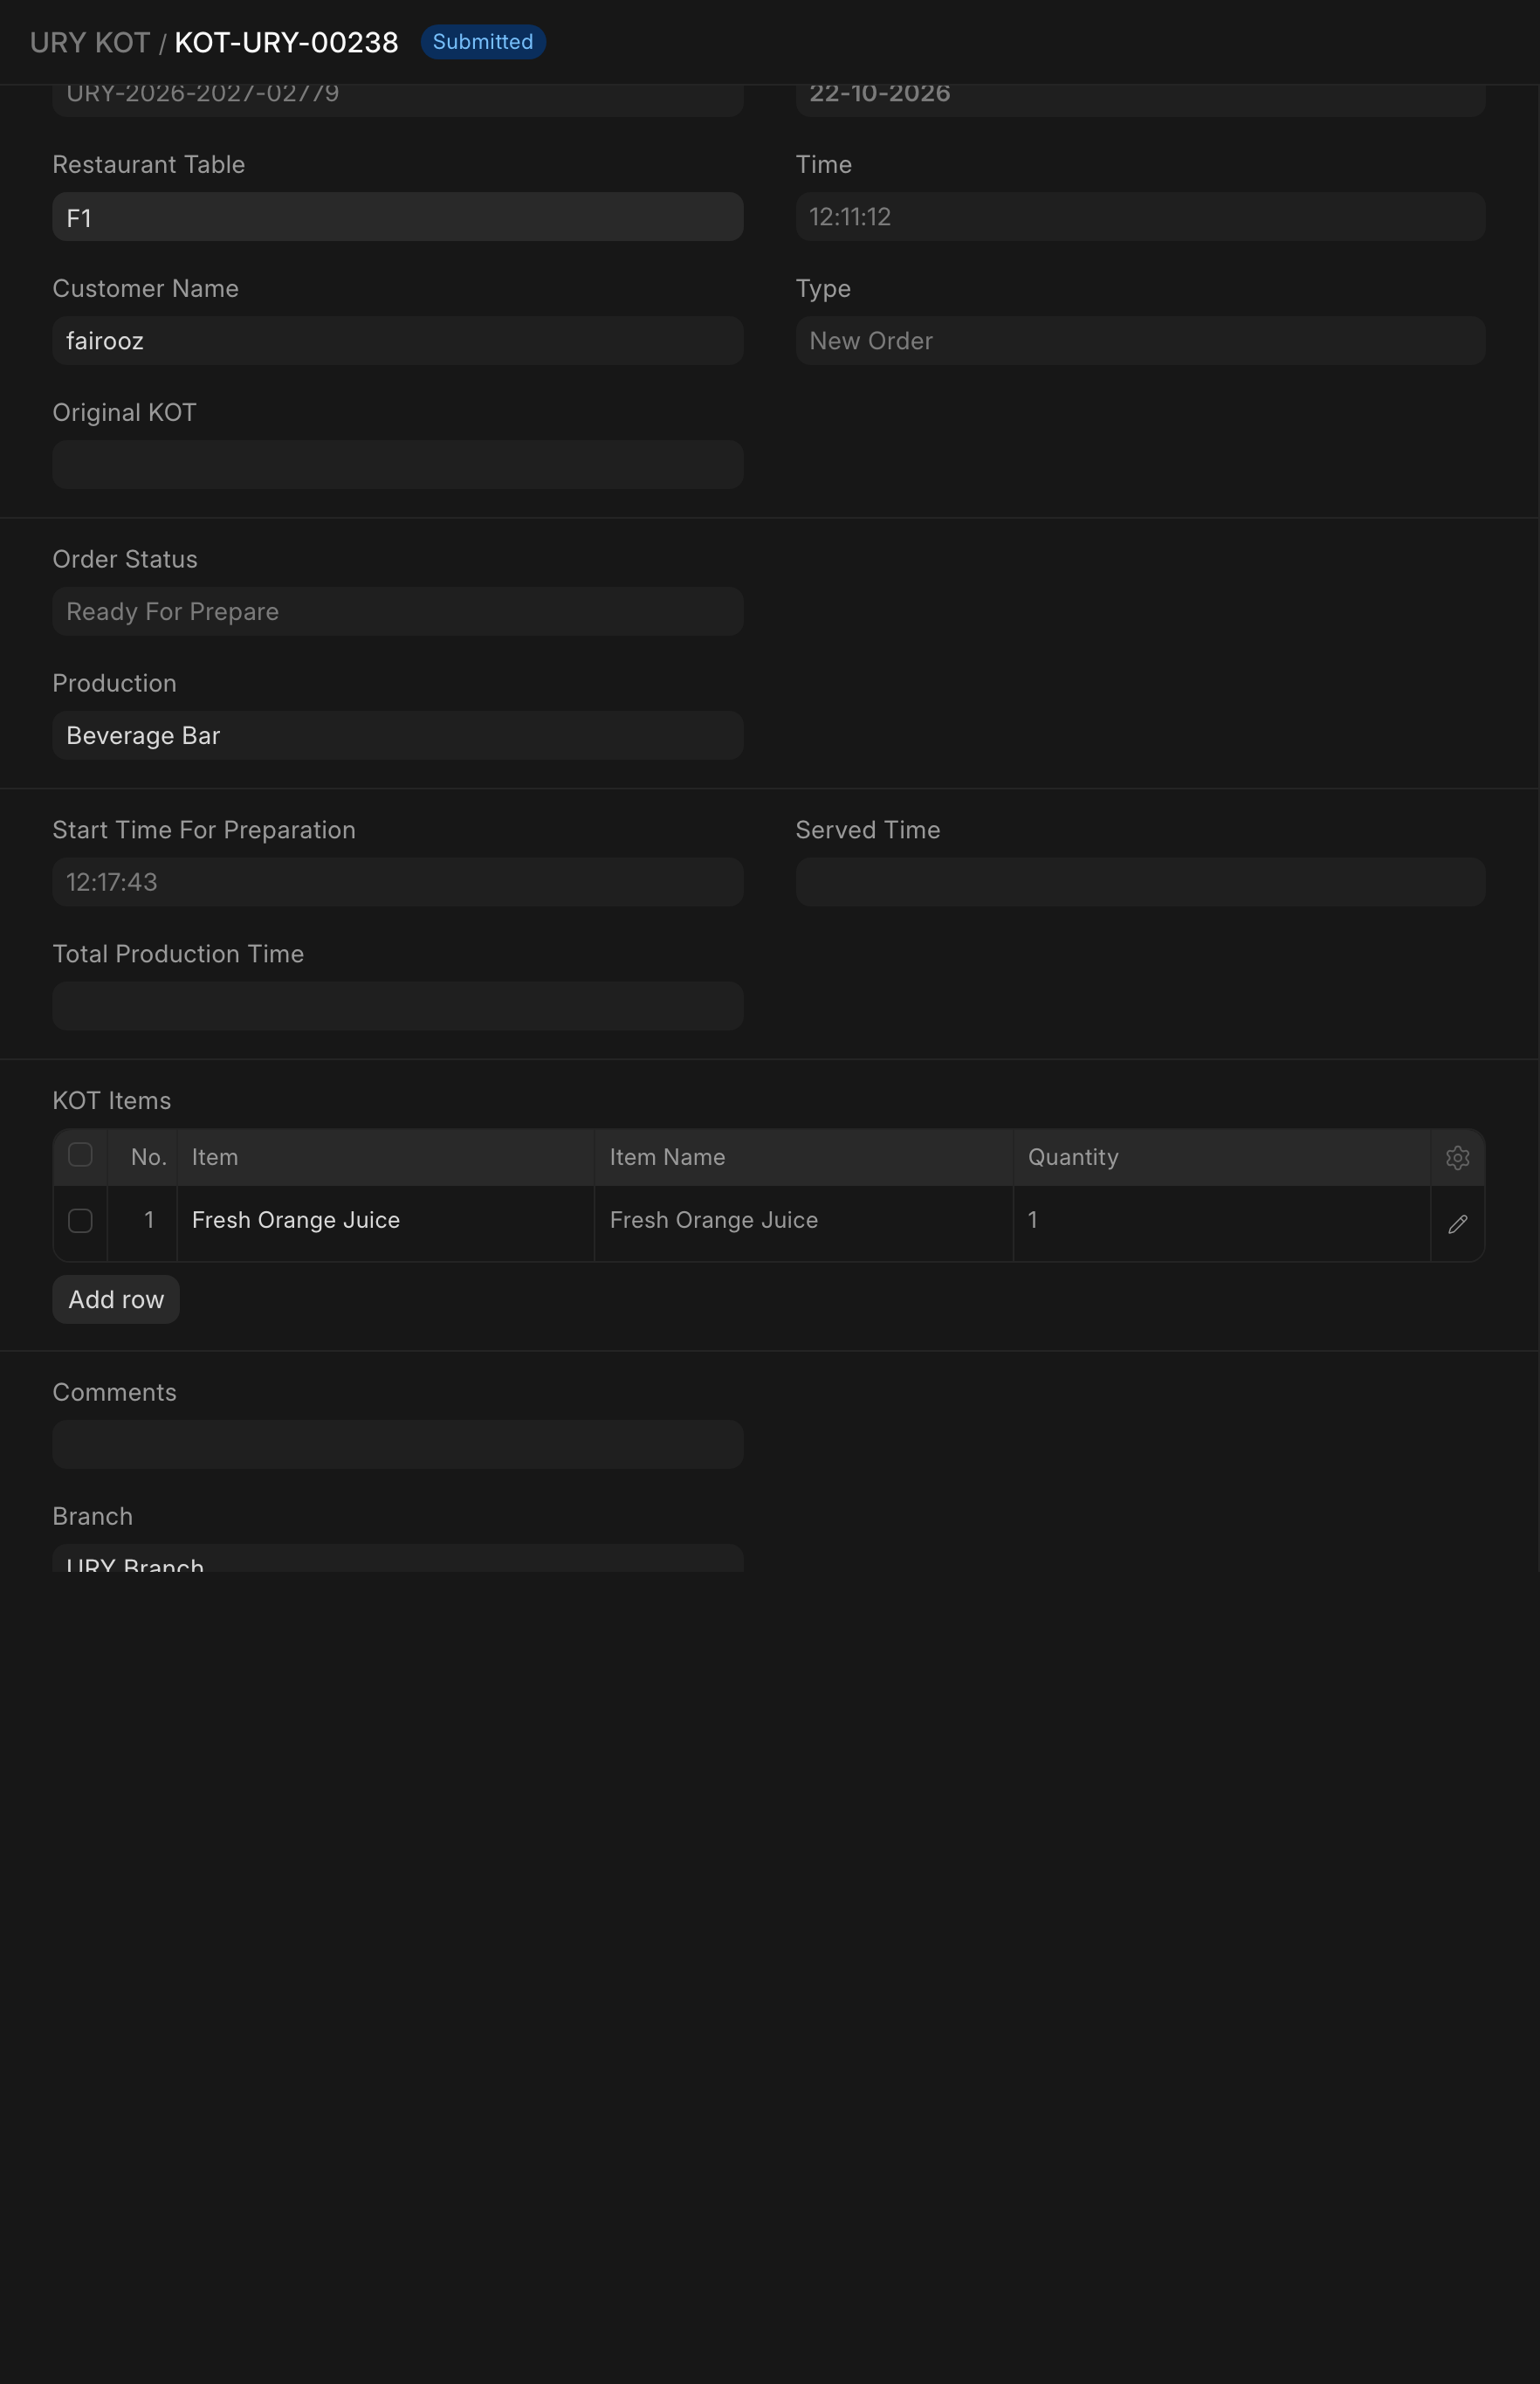 URY KOT / KOT-URY-00238 Submitted
URY-2026-2027-02779
22-10-2026
Restaurant Table
F1
Time
12:11:12
Customer Name
fairooz
Type
New Order
Original KOT
Order Status
Ready For Prepare
Production
Beverage Bar
Start Time For Preparation
12:17:43
Served Time
Total Production Time
KOT Items
No. Item Item Name Quantity
1 Fresh Orange Juice Fresh Orange Juice 1
Add row
Comments
Branch
URY Branch